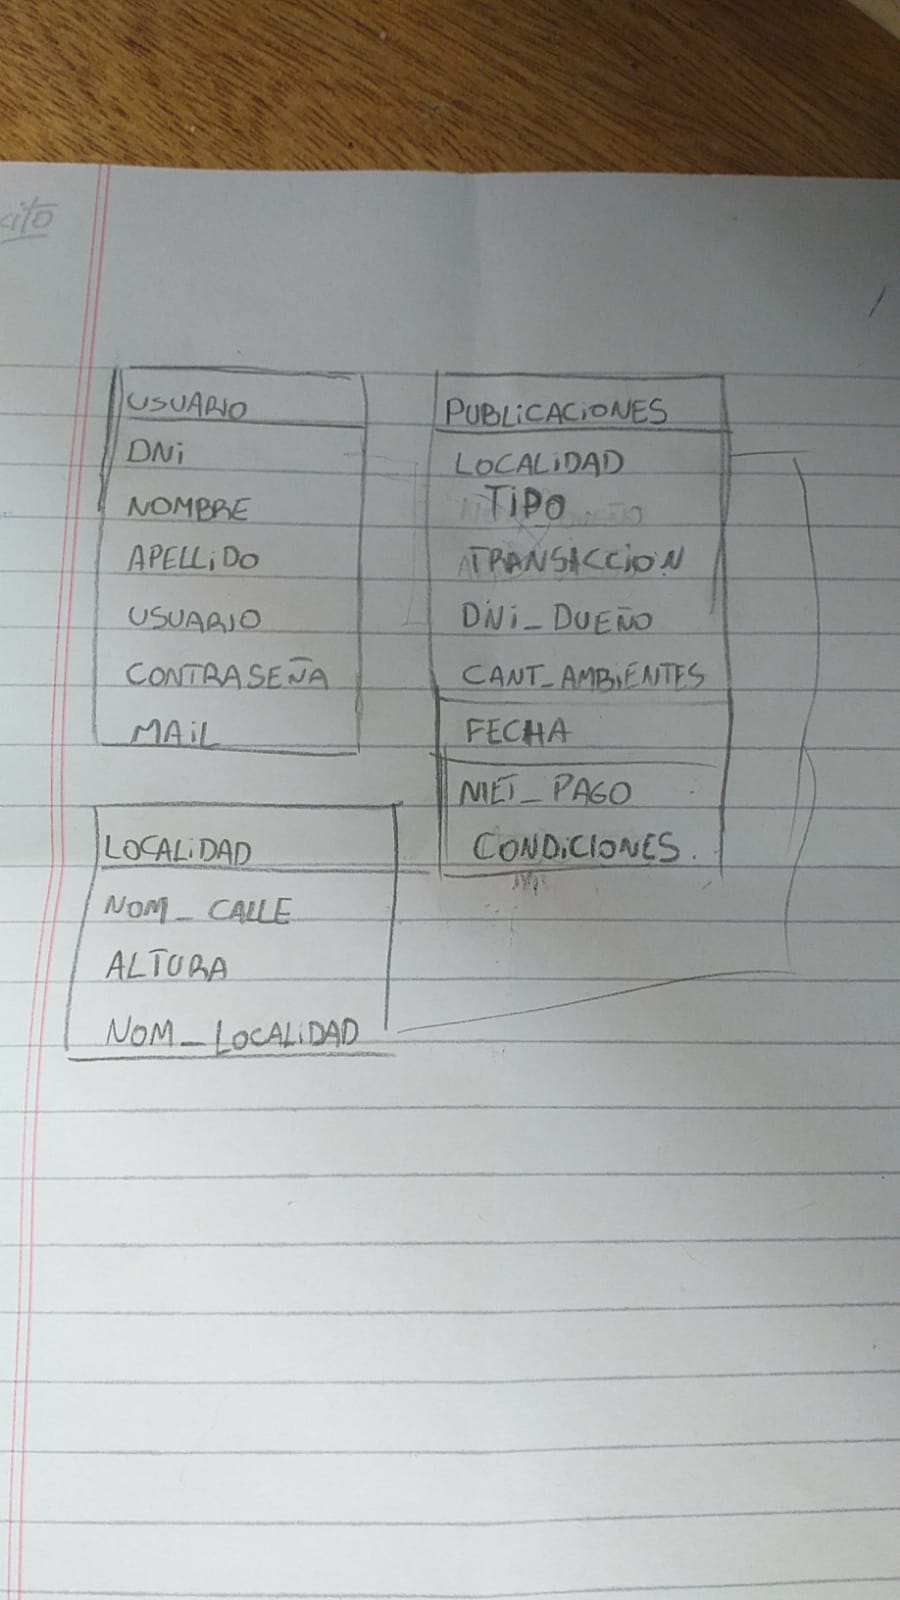 USUARIO
DNi
NOMBRE
APELLiDO
USUARIO
CONTRASEÑA
MAiL
PUBLiCACiONES
LOCALiDAD
TiPO
TRANSACCiON
DNi_DUEÑO
CANT_AMBiENTES
FECHA
MET_PAGO
CONDiCiONES.
LOCALiDAD
NOM_CALLE
ALTURA
NOM_LOCALiDAD